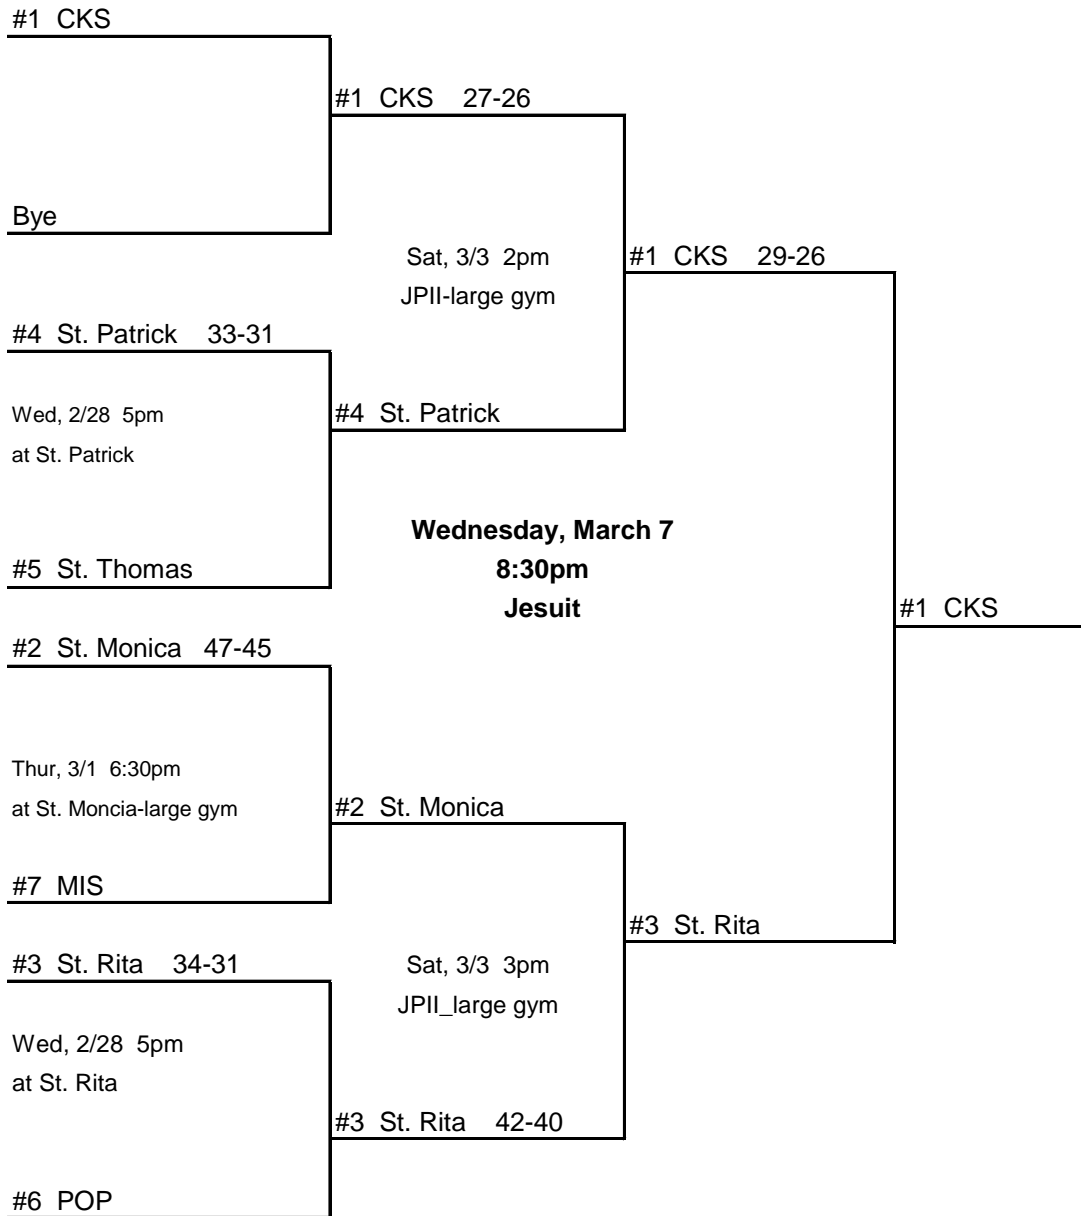 #1 CKS
#1 CKS 27-26
Bye
Sat, 3/3 2pm
JPII-large gym
#1 CKS 29-26
#4 St. Patrick 33-31
Wed, 2/28 5pm
at St. Patrick
#4 St. Patrick
#5 St. Thomas
Wednesday, March 7
8:30pm
Jesuit
#1 CKS
#2 St. Monica 47-45
Thur, 3/1 6:30pm
at St. Moncia-large gym
#2 St. Monica
#7 MIS
#3 St. Rita
#3 St. Rita 34-31
Sat, 3/3 3pm
JPII_large gym
Wed, 2/28 5pm
at St. Rita
#3 St. Rita 42-40
#6 POP